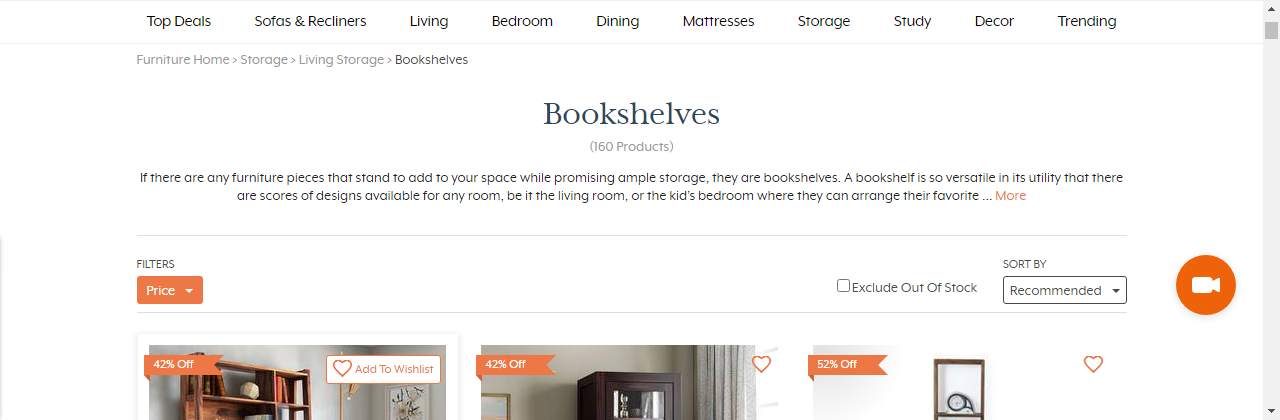 Top Deals Sofas & Recliners Living Bedroom Dining Mattresses Storage Study Decor Trending
Furniture Home > Storage > Living Storage > Bookshelves
Bookshelves
(160 Products)
If there are any furniture pieces that stand to add to your space while promising ample storage, they are bookshelves. A bookshelf is so versatile in its utility that there
are scores of designs available for any room, be it the living room, or the kid's bedroom where they can arrange their favorite ... More
FILTERS
SORT BY
Price
Exclude Out Of Stock
Recommended
42% Off
Add To Wishlist
42% Off
52% Off